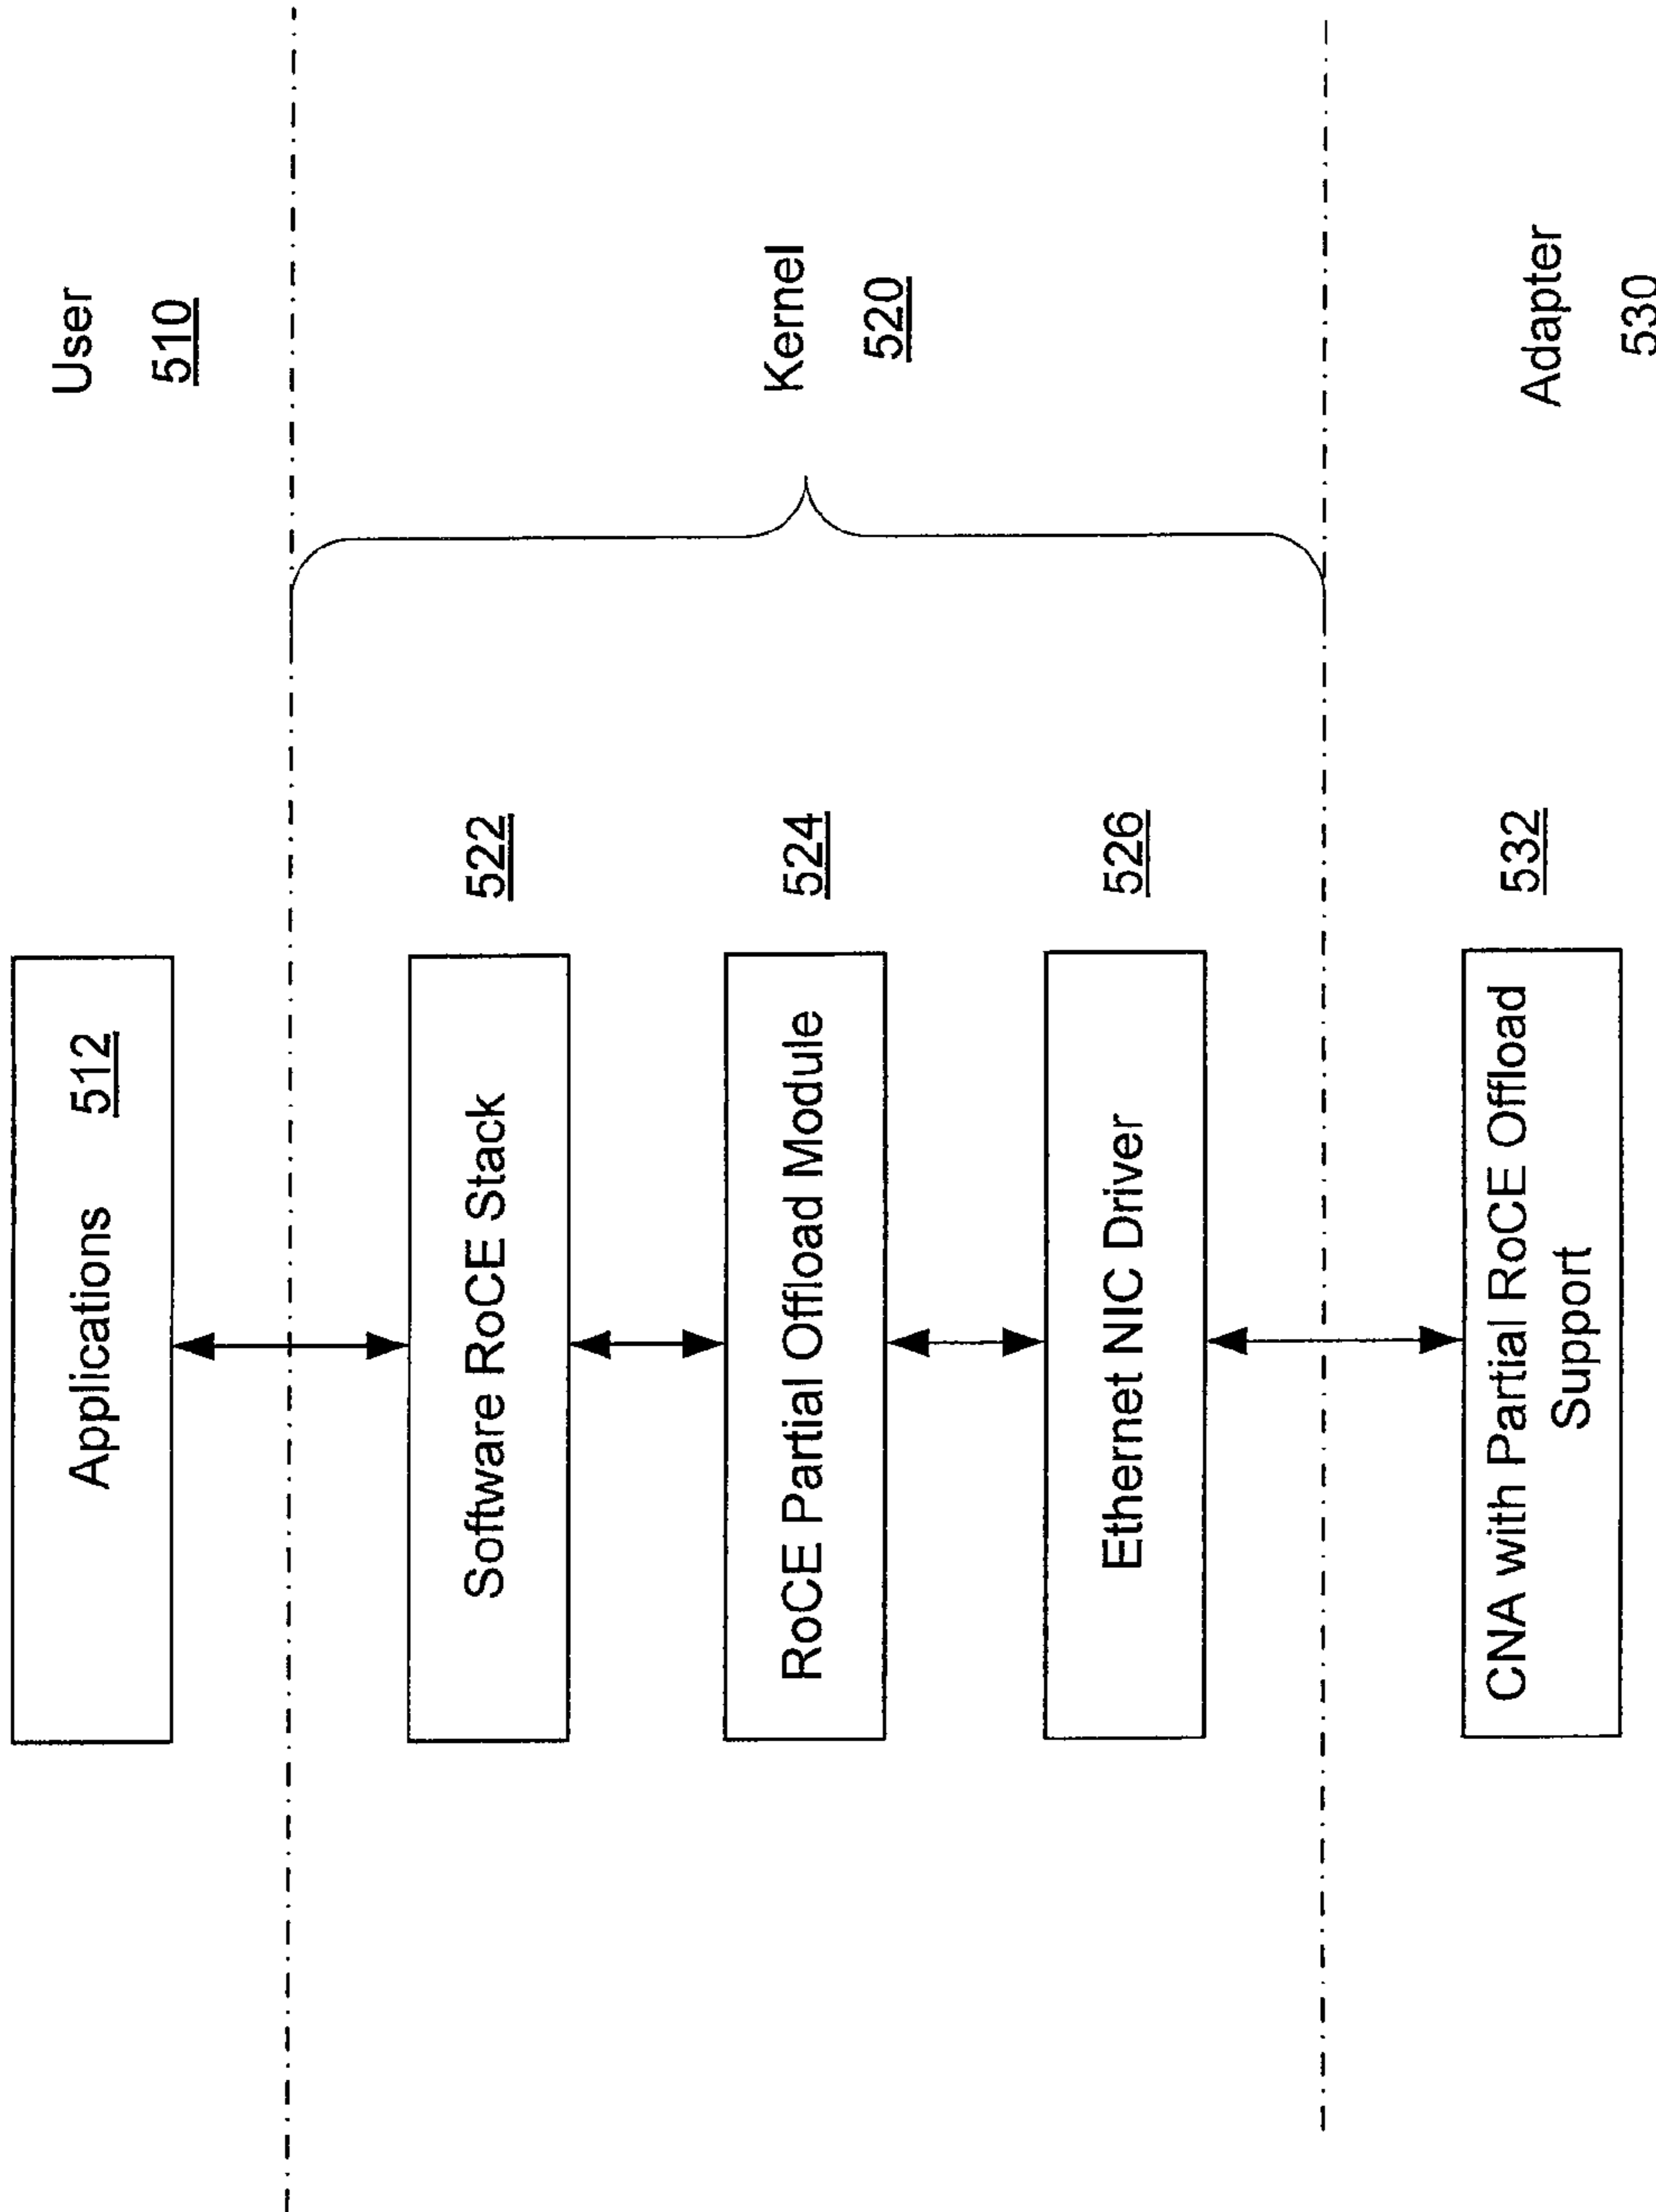 Applications 512
User
510
Software RoCE Stack
522
RoCE Partial Offload Module
524
Ethernet NIC Driver
526
Kernel
520
CNA with Partial RoCE Offload
Support
532
Adapter
530